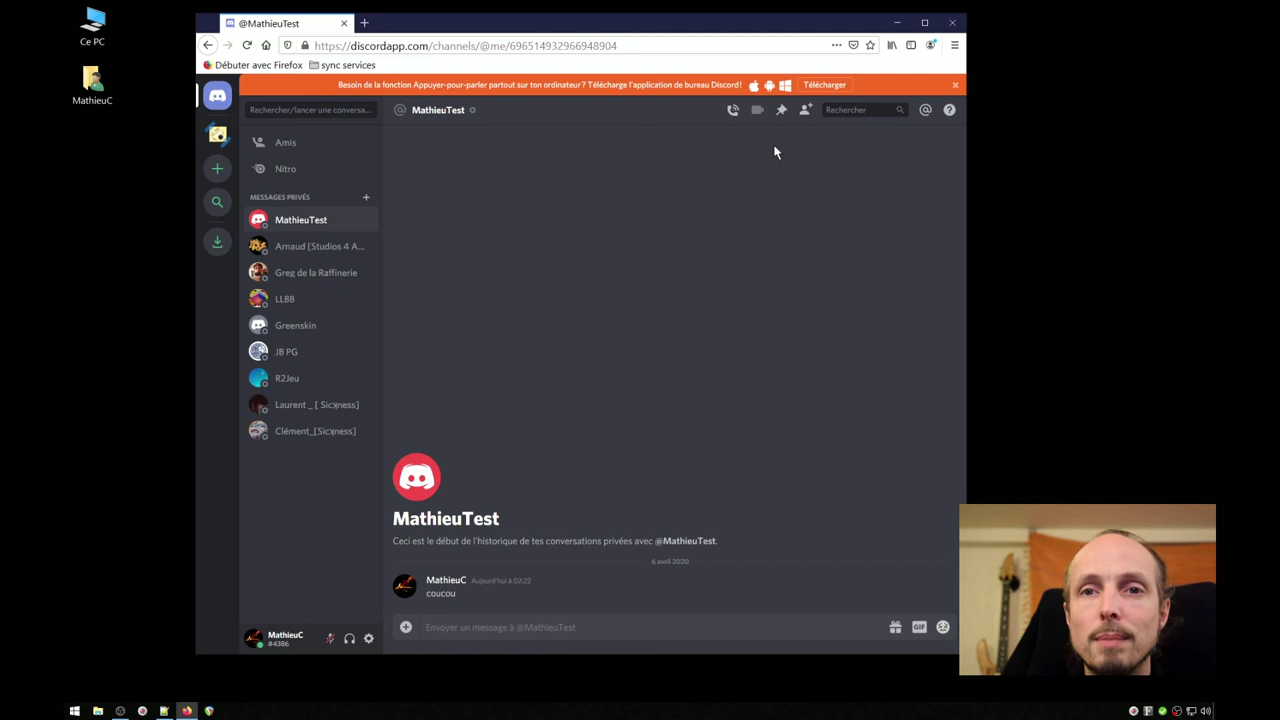 Ce PC
MathieuC
@MathieuTest
https://discordapp.com/channels/@me/696514932966948904
Débuter avec Firefox
sync services
Besoin de la fonction Appuyer-pour-parler partout sur ton ordinateur ? Télécharge l'application de bureau Discord !
Télécharger
Rechercher/lancer une conversa...
MathieuTest
Rechercher
Amis
Nitro
MESSAGES PRIVÉS
MathieuTest
Arnaud [Studios 4 A...
Greg de la Raffinerie
LLBB
Greenskin
JB PG
R2Jeu
Clément_[Sic϶ness]
MathieuTest
Ceci est le début de l'historique de tes conversations privées avec @MathieuTest.
6 avril 2020
MathieuC Aujourd'hui à 02:22
coucou
Envoyer un message à @MathieuTest
GIF
MathieuC
#4386